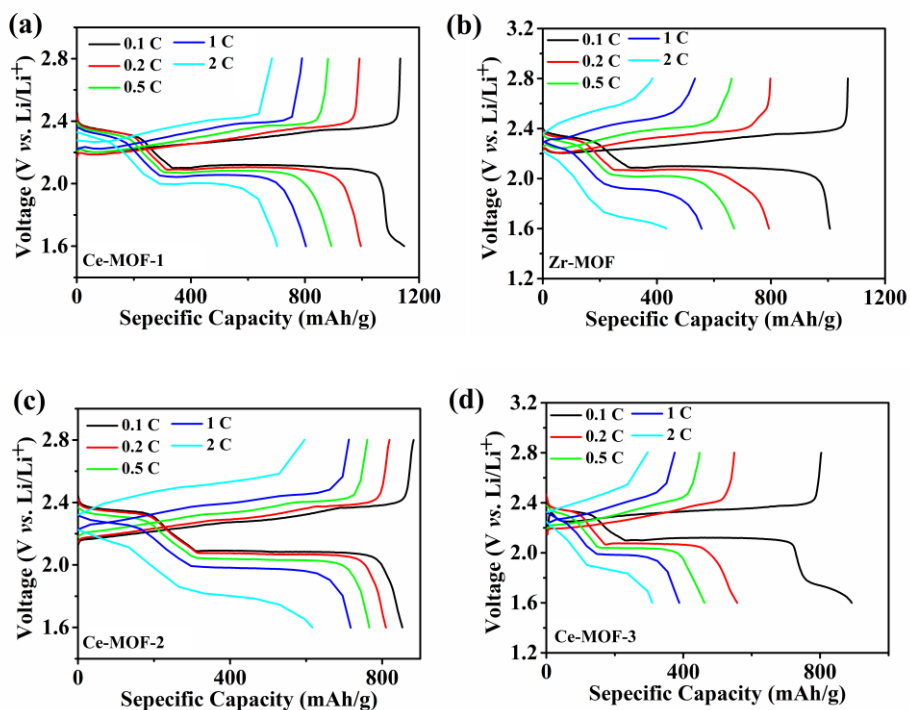 (a)
0.1 C
0.2 C
0.5 C
1 C
2 C
2.8
2.4
2.0
1.6
Voltage (V vs. Li/Li⁺)
Ce-MOF-1
0 400 800 1200
Sepecific Capacity (mAh/g)
(b)
0.1 C
0.2 C
0.5 C
1 C
2 C
3.2
2.8
2.4
2.0
1.6
1.2
Voltage (V vs. Li/Li⁺)
Zr-MOF
0 400 800 1200
Sepecific Capacity (mAh/g)
(c)
0.1 C
0.2 C
0.5 C
1 C
2 C
2.8
2.4
2.0
1.6
Voltage (V vs. Li/Li⁺)
Ce-MOF-2
0 200 400 600 800
Sepecific Capacity (mAh/g)
(d)
0.1 C
0.2 C
0.5 C
1 C
2 C
3.2
2.8
2.4
2.0
1.6
1.2
Voltage (V vs. Li/Li⁺)
Ce-MOF-3
0 400 800
Sepecific Capacity (mAh/g)